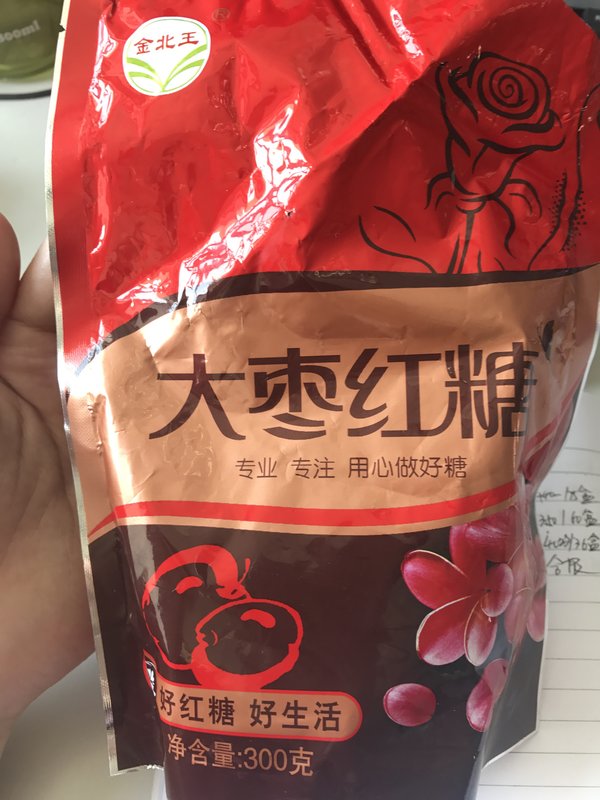 金北王
®
大枣红糖
专业 专注 用心做好糖
好红糖 好生活
净含量:300克